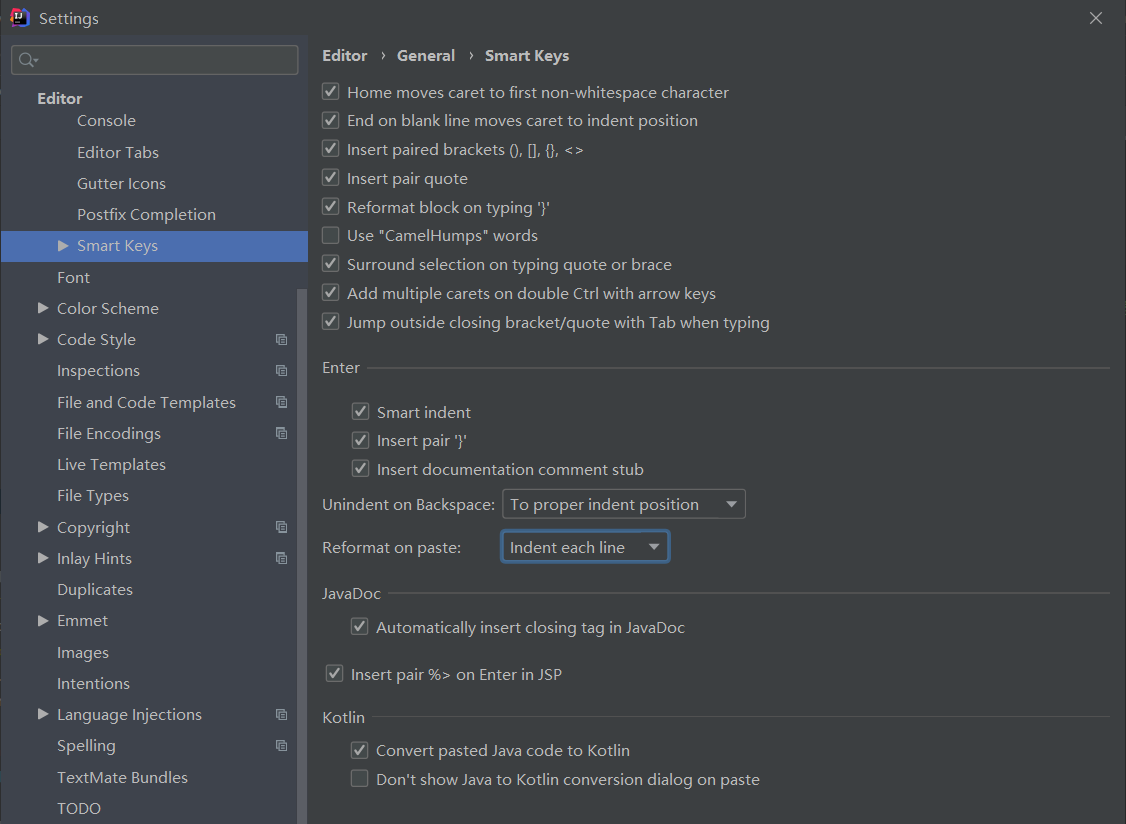 Settings
Editor
Console
Editor Tabs
Gutter Icons
Postfix Completion
Smart Keys
Font
Color Scheme
Code Style
Inspections
File and Code Templates
File Encodings
Live Templates
File Types
Copyright
Inlay Hints
Duplicates
Emmet
Images
Intentions
Language Injections
Spelling
TextMate Bundles
TODO
Editor › General › Smart Keys
Home moves caret to first non-whitespace character
End on blank line moves caret to indent position
Insert paired brackets (), [], {}, <>
Insert pair quote
Reformat block on typing '}'
Use "CamelHumps" words
Surround selection on typing quote or brace
Add multiple carets on double Ctrl with arrow keys
Jump outside closing bracket/quote with Tab when typing
Enter
Smart indent
Insert pair '}'
Insert documentation comment stub
Unindent on Backspace: To proper indent position
Reformat on paste: Indent each line
JavaDoc
Automatically insert closing tag in JavaDoc
Insert pair %> on Enter in JSP
Kotlin
Convert pasted Java code to Kotlin
Don't show Java to Kotlin conversion dialog on paste